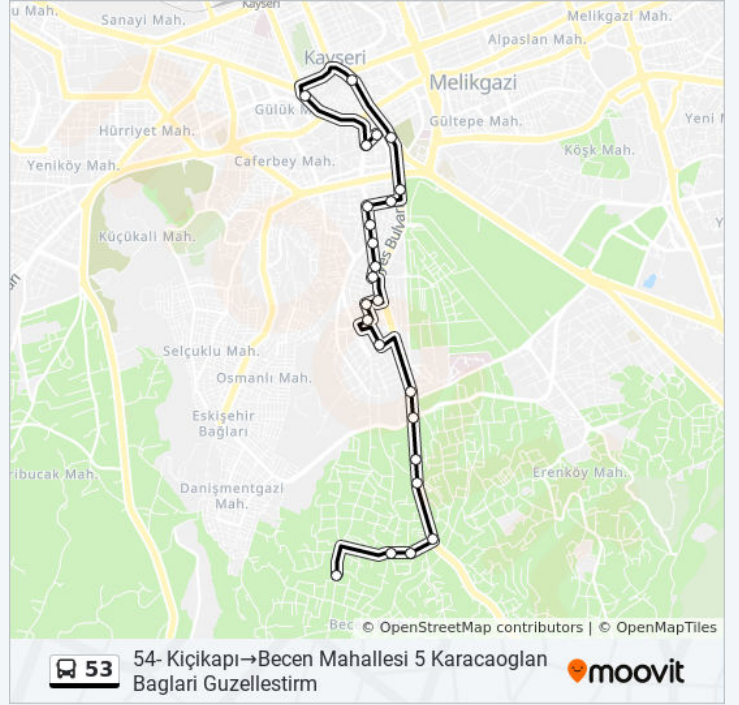 Kayseri
u Mah.
Sanayi Mah.
Melikgazi Mah.
Alpaslan Mah.
Kayseri
Melikgazi
Gülük M
Gültepe Mah.
Yeni
Hürriyet Mah.
Köşk Mah.
Yeniköy Mah.
Caferbey Mah.
Küçükali Mah.
yes Bulvar
Selçuklu Mah.
Osmanlı Mah.
Eskişehir
Bağları
ribucak Mah.
Erenköy Mah.
Danişmentgazi
Mah.
Bec
© OpenStreetMap contributors | © OpenMapTiles
53
54- Kiçikapı→Becen Mahallesi 5 Karacaoglan
Baglari Guzellestirm
moovit